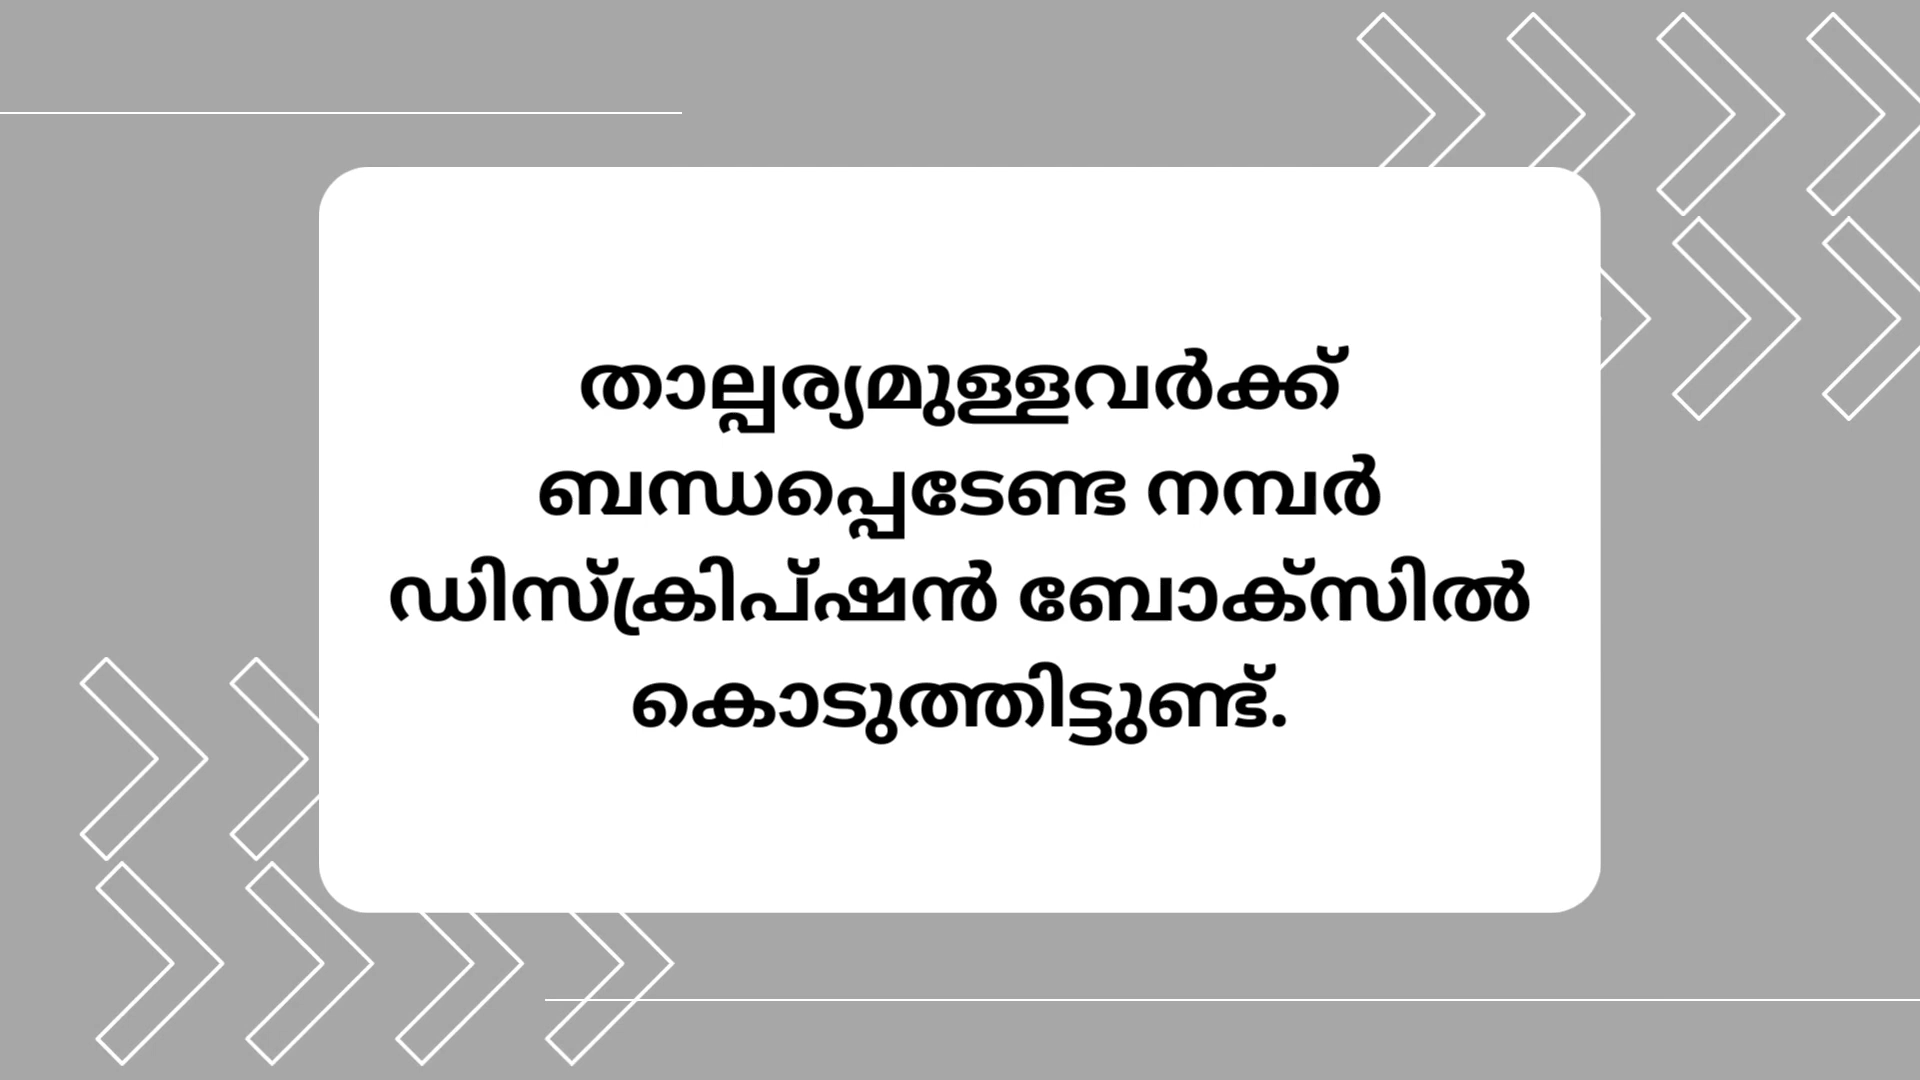 താല്പര്യമുള്ളവർക്ക്
ബന്ധപ്പെടേണ്ട നമ്പർ
ഡിസ്ക്രിപ്ഷൻ ബോക്സിൽ
കൊടുത്തിട്ടുണ്ട്.